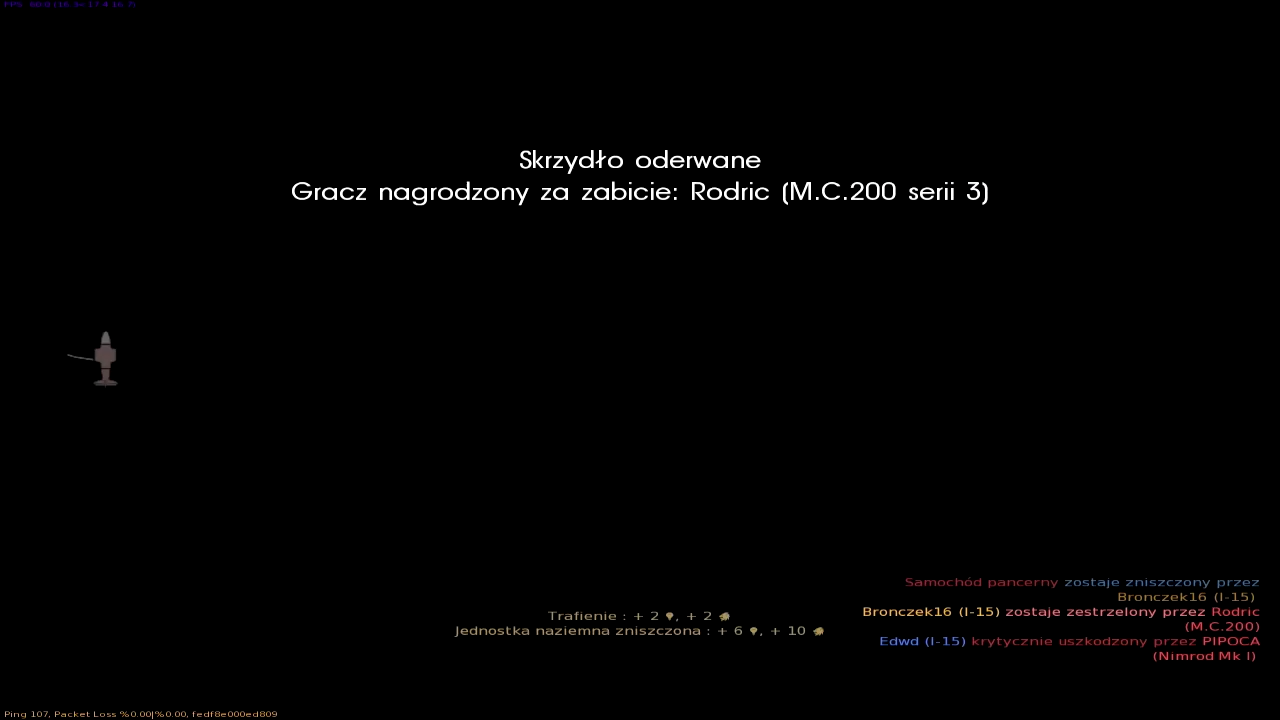 Skrzydło oderwane
Gracz nagrodzony za zabicie: Rodric (M.C.200 serii 3)
Samochód pancerny zostaje zniszczony przez
Bronczek16 (I-15)
Trafienie : + 2 , + 2
Bronczek16 (I-15) zostaje zestrzelony przez Rodric
(M.C.200)
Jednostka naziemna zniszczona : + 6 , + 10
Edwd (I-15) krytycznie uszkodzony przez PIPOCA
(Nimrod Mk I)
Ping 107, Packet Loss %0.00|%0.00, fedf8e000ed809